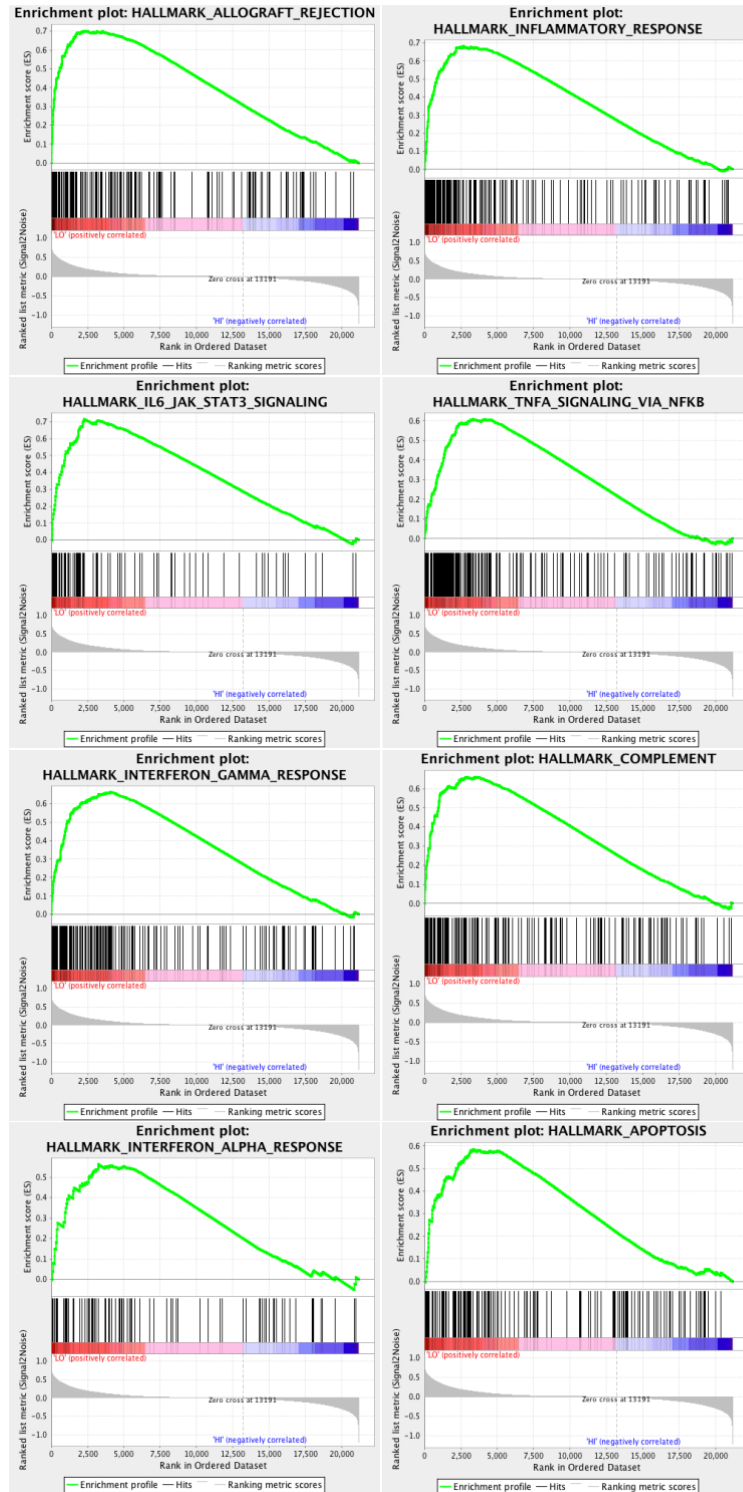 Enrichment plot: HALLMARK_ALLOGRAFT_REJECTION
Enrichment score (ES)
0.7
0.6
0.5
0.4
0.3
0.2
0.1
0.0
'LO' (positively correlated)
Ranked list metric (Signal2Noise)
1.0
0.5
0.0
-0.5
-1.0
Zero cross at 13191
'HI' (negatively correlated)
0 2,500 5,000 7,500 10,000 12,500 15,000 17,500 20,000
Rank in Ordered Dataset
Enrichment profile Hits Ranking metric scores
Enrichment plot:
HALLMARK_INFLAMMATORY_RESPONSE
Enrichment score (ES)
0.7
0.6
0.5
0.4
0.3
0.2
0.1
0.0
'LO' (positively correlated)
Ranked list metric (Signal2Noise)
1.0
0.5
0.0
-0.5
-1.0
Zero cross at 13191
'HI' (negatively correlated)
0 2,500 5,000 7,500 10,000 12,500 15,000 17,500 20,000
Rank in Ordered Dataset
Enrichment profile Hits Ranking metric scores
Enrichment plot:
HALLMARK_IL6_JAK_STAT3_SIGNALING
Enrichment score (ES)
0.7
0.6
0.5
0.4
0.3
0.2
0.1
0.0
'LO' (positively correlated)
Ranked list metric (Signal2Noise)
1.0
0.5
0.0
-0.5
-1.0
Zero cross at 13191
'HI' (negatively correlated)
0 2,500 5,000 7,500 10,000 12,500 15,000 17,500 20,000
Rank in Ordered Dataset
Enrichment profile Hits Ranking metric scores
Enrichment plot:
HALLMARK_TNFA_SIGNALING_VIA_NFKB
Enrichment score (ES)
0.6
0.5
0.4
0.3
0.2
0.1
0.0
'LO' (positively correlated)
Ranked list metric (Signal2Noise)
1.0
0.5
0.0
-0.5
-1.0
Zero cross at 13191
'HI' (negatively correlated)
0 2,500 5,000 7,500 10,000 12,500 15,000 17,500 20,000
Rank in Ordered Dataset
Enrichment profile Hits Ranking metric scores
Enrichment plot:
HALLMARK_INTERFERON_GAMMA_RESPONSE
Enrichment score (ES)
0.6
0.5
0.4
0.3
0.2
0.1
0.0
'LO' (positively correlated)
Ranked list metric (Signal2Noise)
1.0
0.5
0.0
-0.5
-1.0
Zero cross at 13191
'HI' (negatively correlated)
0 2,500 5,000 7,500 10,000 12,500 15,000 17,500 20,000
Rank in Ordered Dataset
Enrichment profile Hits Ranking metric scores
Enrichment plot: HALLMARK_COMPLEMENT
Enrichment score (ES)
0.6
0.5
0.4
0.3
0.2
0.1
0.0
'LO' (positively correlated)
Ranked list metric (Signal2Noise)
1.0
0.5
0.0
-0.5
-1.0
Zero cross at 13191
'HI' (negatively correlated)
0 2,500 5,000 7,500 10,000 12,500 15,000 17,500 20,000
Rank in Ordered Dataset
Enrichment profile Hits Ranking metric scores
Enrichment plot:
HALLMARK_INTERFERON_ALPHA_RESPONSE
Enrichment score (ES)
0.5
0.4
0.3
0.2
0.1
0.0
'LO' (positively correlated)
Ranked list metric (Signal2Noise)
1.0
0.5
0.0
-0.5
-1.0
Zero cross at 13191
'HI' (negatively correlated)
0 2,500 5,000 7,500 10,000 12,500 15,000 17,500 20,000
Rank in Ordered Dataset
Enrichment profile Hits Ranking metric scores
Enrichment plot: HALLMARK_APOPTOSIS
Enrichment score (ES)
0.5
0.4
0.3
0.2
0.1
0.0
'LO' (positively correlated)
Ranked list metric (Signal2Noise)
1.0
0.5
0.0
-0.5
-1.0
Zero cross at 13191
'HI' (negatively correlated)
0 2,500 5,000 7,500 10,000 12,500 15,000 17,500 20,000
Rank in Ordered Dataset
Enrichment profile Hits Ranking metric scores